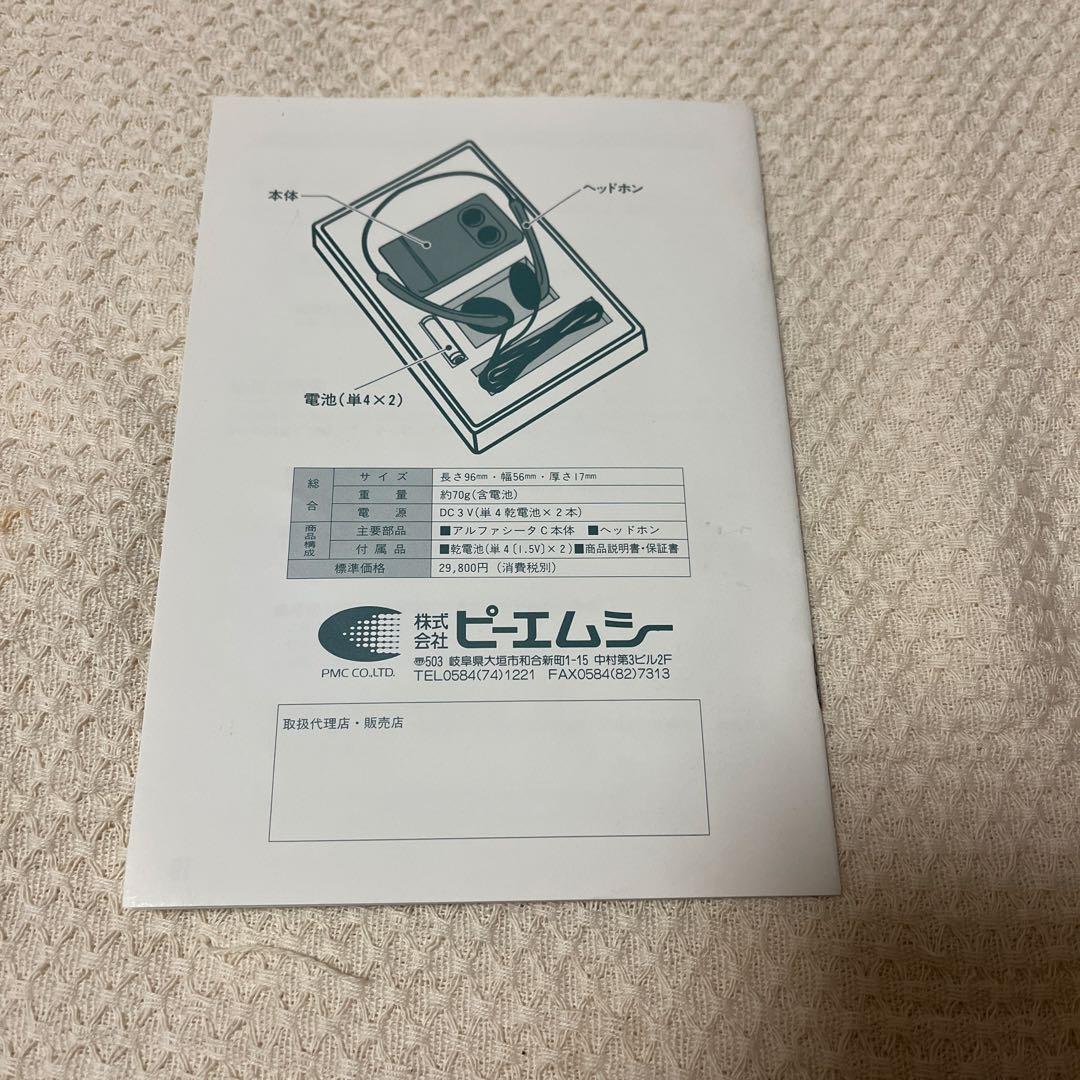 本体
ヘッドホン
電池(単4×2)
総合 サイズ 長さ96mm・幅56mm・厚さ17mm
重量 約70g(含電池)
電源 DC3V(単4乾電池×2本)
商品構成 主要部品 ■アルファシータC本体 ■ヘッドホン
付属品 ■乾電池(単4〔1.5V〕×2)■商品説明書・保証書
標準価格 29,800円(消費税別)
株式会社 ピーエムシー
PMC CO.,LTD.
〠503 岐阜県大垣市和合新町1-15 中村第3ビル2F
TEL0584(74)1221 FAX0584(82)7313
取扱代理店・販売店